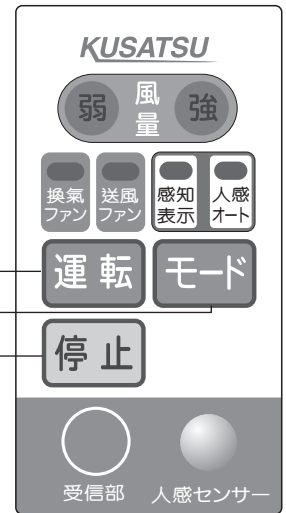 KUSATSU
弱 風量 強
換氣ファン 送風ファン 感知表示 人感オート
運転 モード
停止
受信部 人感センサー